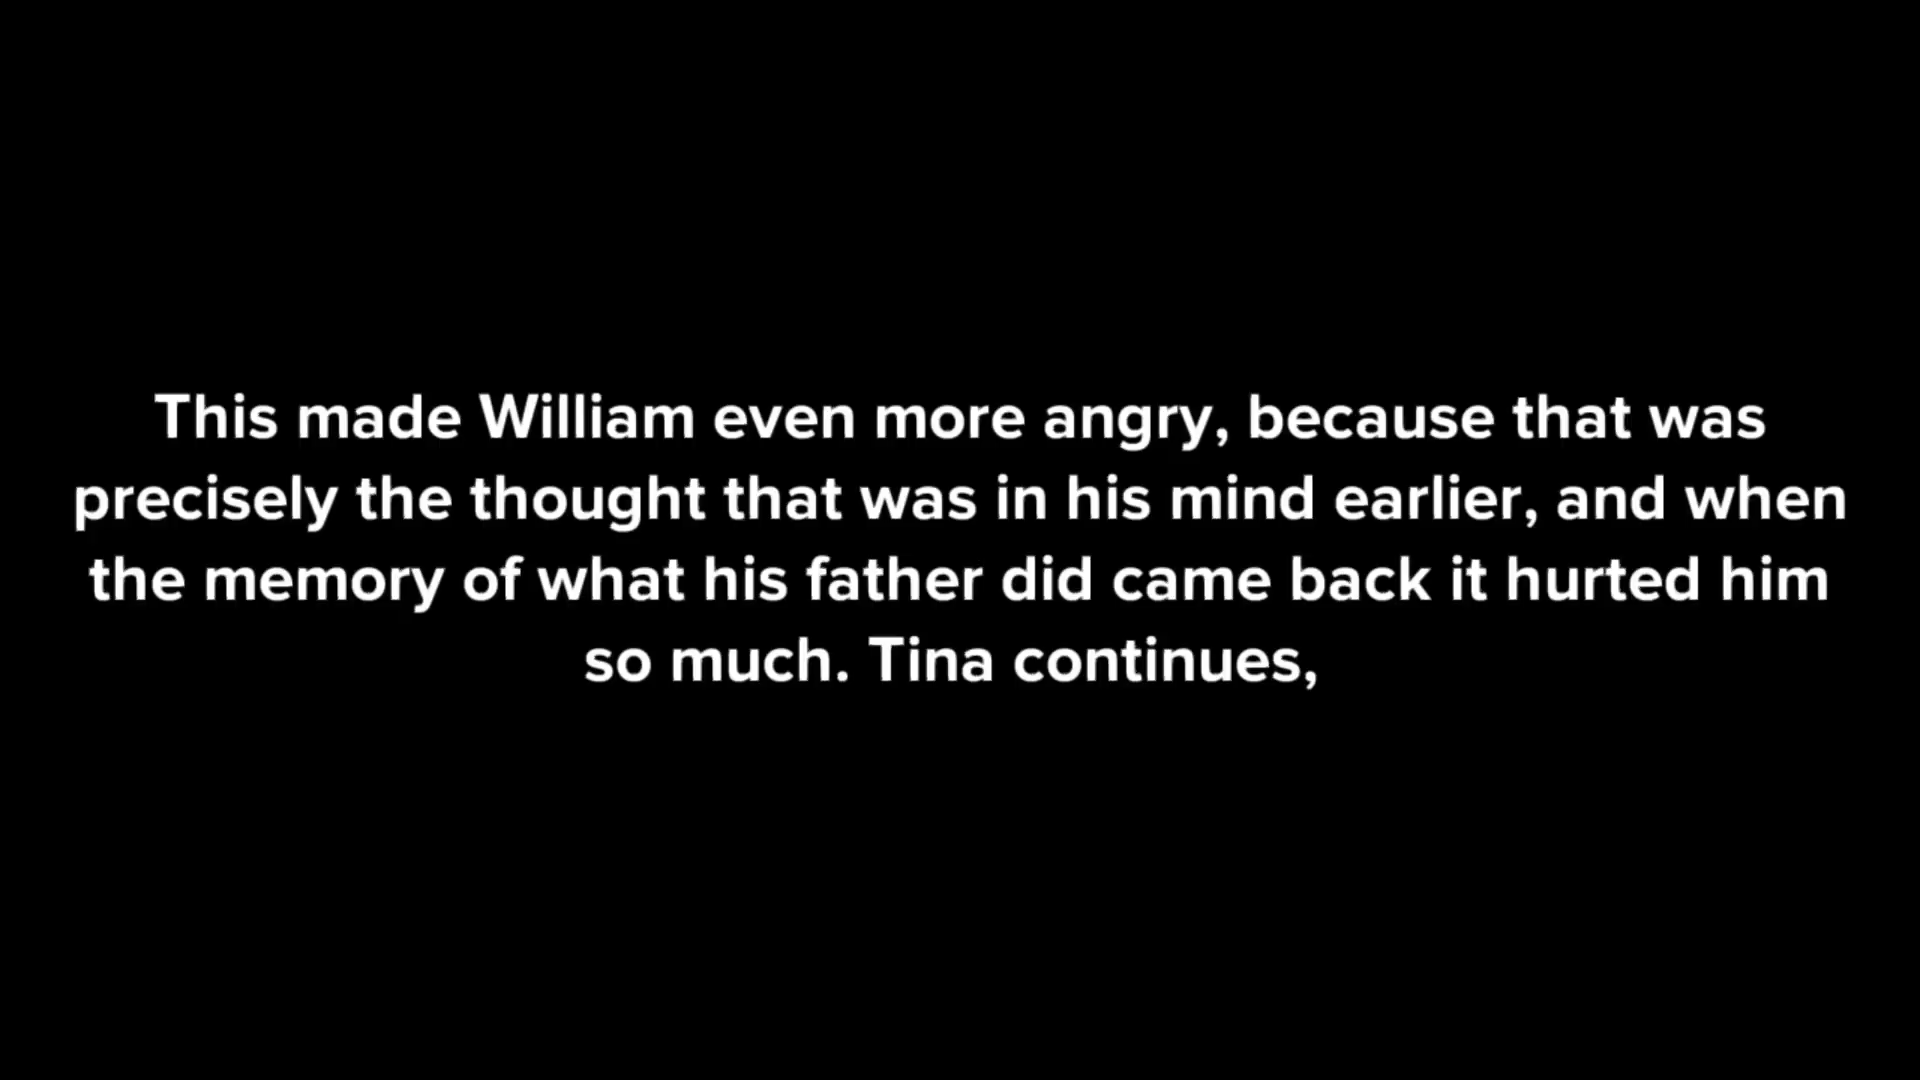 This made William even more angry, because that was
precisely the thought that was in his mind earlier, and when
the memory of what his father did came back it hurted him
so much. Tina continues,